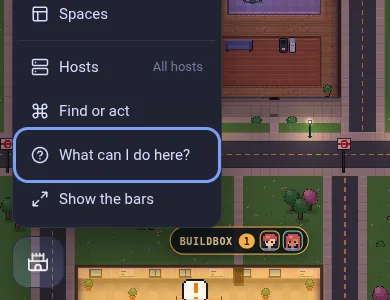 Spaces
Hosts All hosts
Find or act
What can I do here?
Show the bars
BUILDBOX 1
!